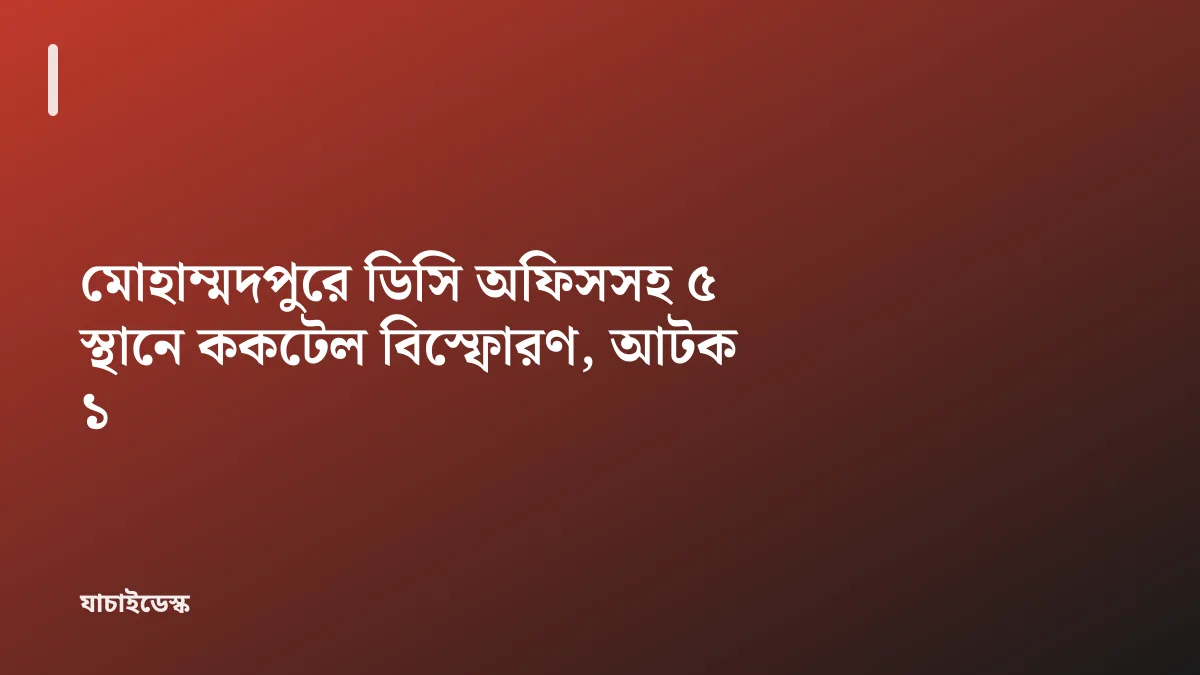 মোহাম্মদপুরে ডিসি অফিসসহ ৫
স্থানে ককটেল বিস্ফোরণ, আটক
১
যাচাইডেস্ক